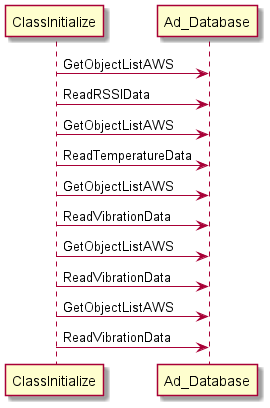 ClassInitialize Ad_Database
GetObjectListAWS
ReadRSSIData
GetObjectListAWS
ReadTemperatureData
GetObjectListAWS
ReadVibrationData
GetObjectListAWS
ReadVibrationData
GetObjectListAWS
ReadVibrationData
ClassInitialize Ad_Database